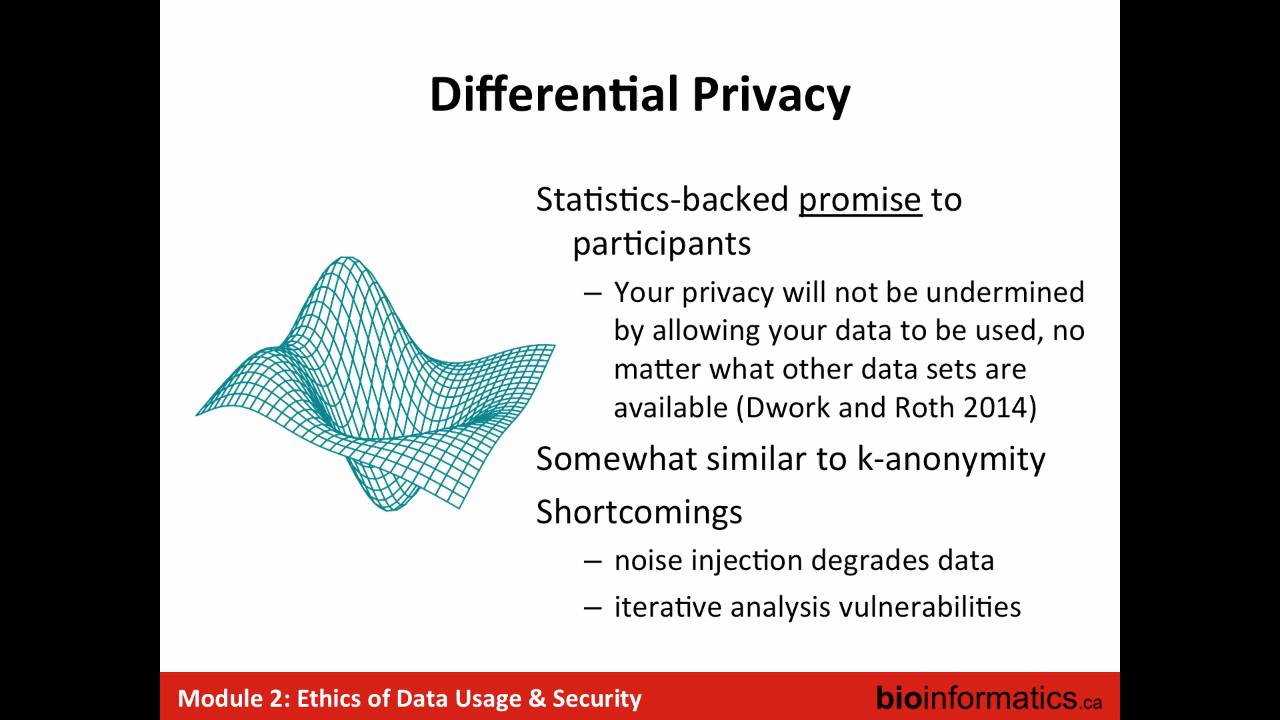 Differential Privacy
Statistics-backed promise to
participants
– Your privacy will not be undermined
by allowing your data to be used, no
matter what other data sets are
available (Dwork and Roth 2014)
Somewhat similar to k-anonymity
Shortcomings
– noise injection degrades data
– iterative analysis vulnerabilities
Module 2: Ethics of Data Usage & Security
bioinformatics.ca